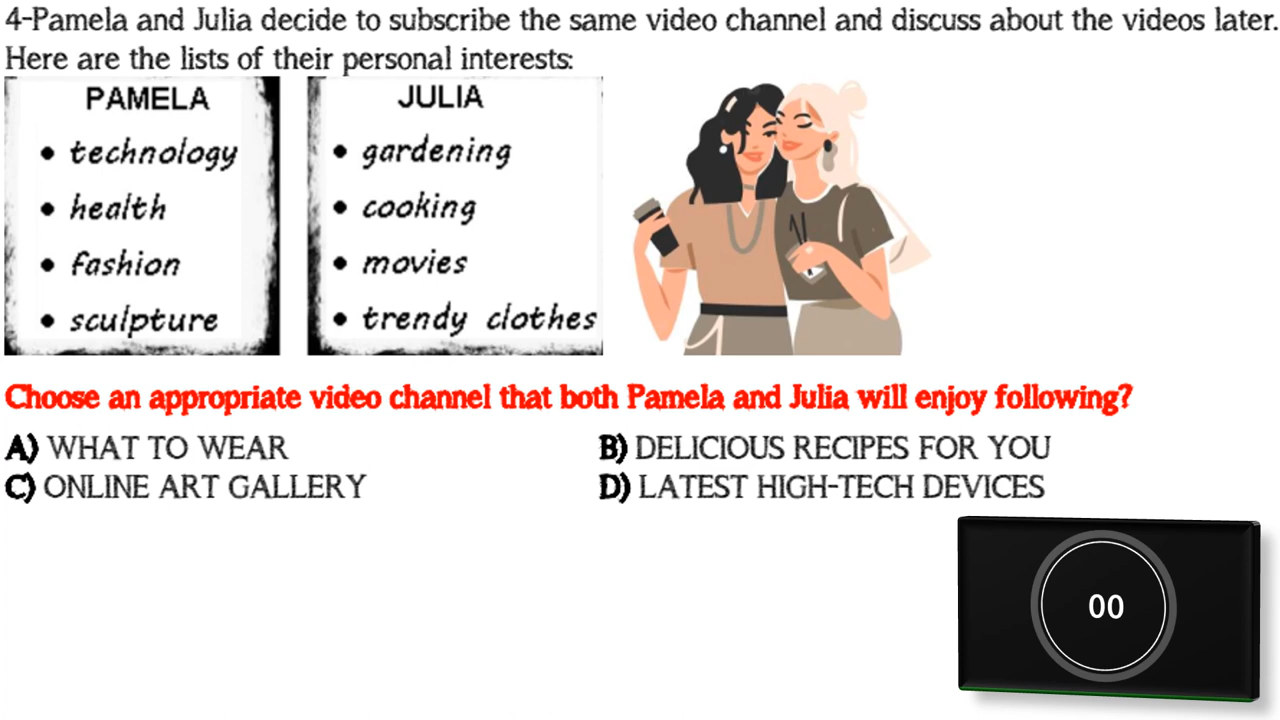 4-Pamela and Julia decide to subscribe the same video channel and discuss about the videos later.
Here are the lists of their personal interests:
PAMELA
• technology
• health
• fashion
• sculpture
JULIA
• gardening
• cooking
• movies
• trendy clothes
Choose an appropriate video channel that both Pamela and Julia will enjoy following?
A) WHAT TO WEAR
B) DELICIOUS RECIPES FOR YOU
C) ONLINE ART GALLERY
D) LATEST HIGH-TECH DEVICES
00